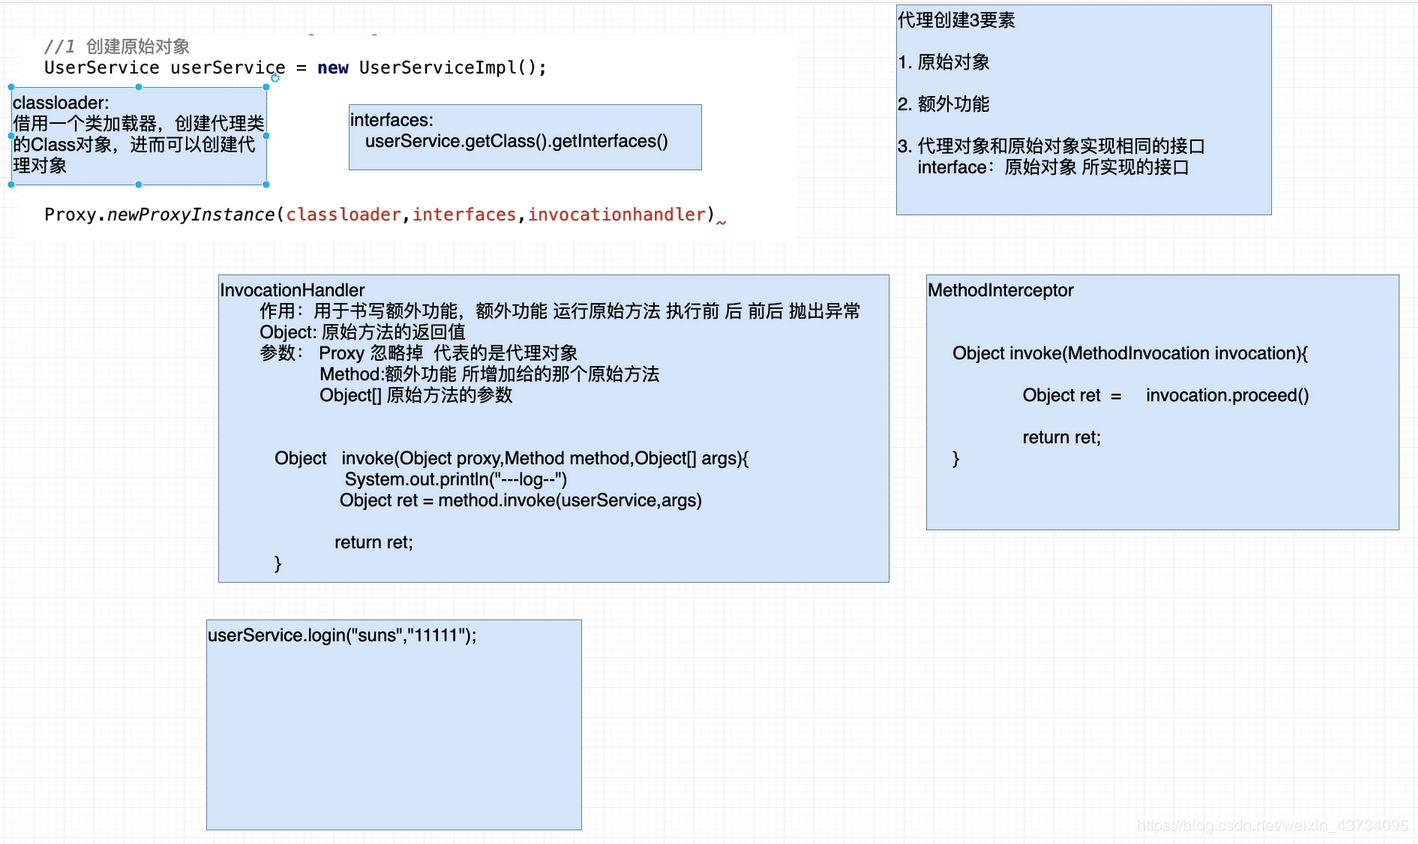 //1 创建原始对象
UserService userService = new UserServiceImpl();
classloader:
借用一个类加载器，创建代理类
的Class对象，进而可以创建代
理对象
interfaces:
userService.getClass().getInterfaces()
Proxy.newProxyInstance(classloader,interfaces,invocationhandler)
代理创建3要素
1. 原始对象
2. 额外功能
3. 代理对象和原始对象实现相同的接口
interface：原始对象 所实现的接口
InvocationHandler
作用：用于书写额外功能，额外功能 运行原始方法 执行前 后 前后 抛出异常
Object: 原始方法的返回值
参数： Proxy 忽略掉 代表的是代理对象
Method:额外功能 所增加给的那个原始方法
Object[] 原始方法的参数
Object invoke(Object proxy,Method method,Object[] args){
System.out.println("---log--")
Object ret = method.invoke(userService,args)
return ret;
}
MethodInterceptor
Object invoke(MethodInvocation invocation){
Object ret = invocation.proceed()
return ret;
}
userService.login("suns","11111");
https://blog.csdn.net/weixin_43734095